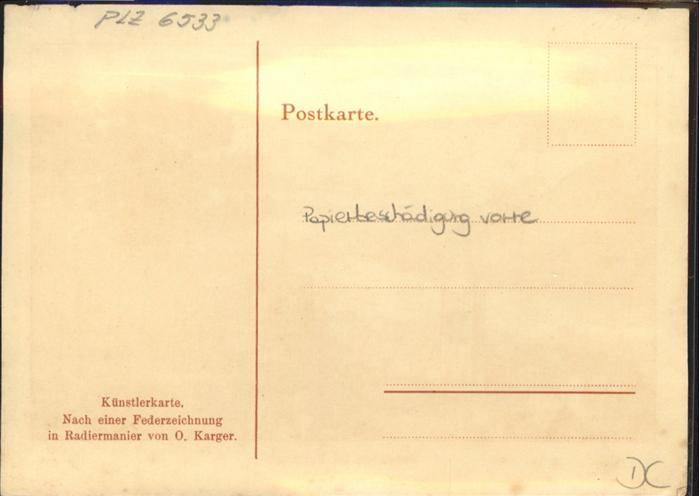 PLZ 6533
Postkarte.
Papierbeschädigung vorne
Künstlerkarte.
Nach einer Federzeichnung
in Radiermanier von O. Karger.